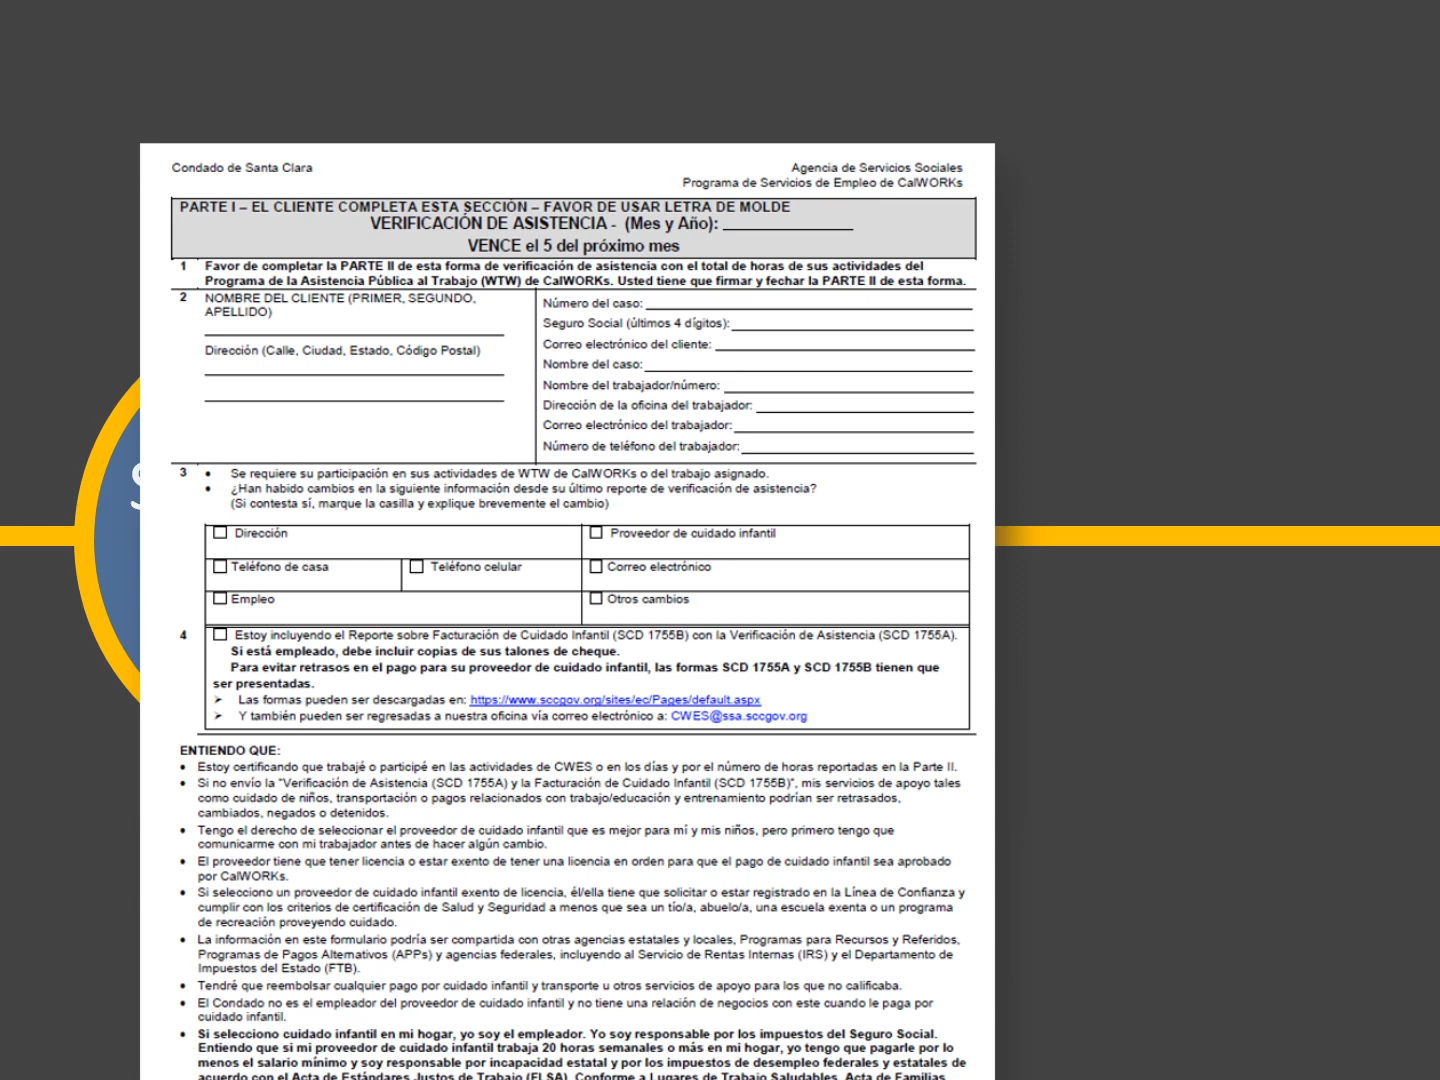 Condado de Santa Clara
Agencia de Servicios Sociales
Programa de Servicios de Empleo de CalWORKs
PARTE I – EL CLIENTE COMPLETA ESTA SECCIÓN – FAVOR DE USAR LETRA DE MOLDE
VERIFICACIÓN DE ASISTENCIA - (Mes y Año):
VENCE el 5 del próximo mes
1 Favor de completar la PARTE II de esta forma de verificación de asistencia con el total de horas de sus actividades del
Programa de la Asistencia Pública al Trabajo (WTW) de CalWORKs. Usted tiene que firmar y fechar la PARTE II de esta forma.
2 NOMBRE DEL CLIENTE (PRIMER, SEGUNDO,
APELLIDO)
Dirección (Calle, Ciudad, Estado, Código Postal)
Número del caso:
Seguro Social (últimos 4 dígitos):
Correo electrónico del cliente:
Nombre del caso:
Nombre del trabajador/número:
Dirección de la oficina del trabajador:
Correo electrónico del trabajador:
Número de teléfono del trabajador:
3 • Se requiere su participación en sus actividades de WTW de CalWORKs o del trabajo asignado.
• ¿Han habido cambios en la siguiente información desde su último reporte de verificación de asistencia?
(Si contesta sí, marque la casilla y explique brevemente el cambio)
☐ Dirección ☐ Proveedor de cuidado infantil
☐ Teléfono de casa ☐ Teléfono celular ☐ Correo electrónico
☐ Empleo ☐ Otros cambios
4 ☐ Estoy incluyendo el Reporte sobre Facturación de Cuidado Infantil (SCD 1755B) con la Verificación de Asistencia (SCD 1755A).
Si está empleado, debe incluir copias de sus talones de cheque.
Para evitar retrasos en el pago para su proveedor de cuidado infantil, las formas SCD 1755A y SCD 1755B tienen que
ser presentadas.
➢ Las formas pueden ser descargadas en: https://www.sccgov.org/sites/ec/Pages/default.aspx
➢ Y también pueden ser regresadas a nuestra oficina vía correo electrónico a: CWES@ssa.sccgov.org
ENTIENDO QUE:
• Estoy certificando que trabajé o participé en las actividades de CWES o en los días y por el número de horas reportadas en la Parte II.
• Si no envío la "Verificación de Asistencia (SCD 1755A) y la Facturación de Cuidado Infantil (SCD 1755B)", mis servicios de apoyo tales
como cuidado de niños, transportación o pagos relacionados con trabajo/educación y entrenamiento podrían ser retrasados,
cambiados, negados o detenidos.
• Tengo el derecho de seleccionar el proveedor de cuidado infantil que es mejor para mí y mis niños, pero primero tengo que
comunicarme con mi trabajador antes de hacer algún cambio.
• El proveedor tiene que tener licencia o estar exento de tener una licencia en orden para que el pago de cuidado infantil sea aprobado
por CalWORKs.
• Si selecciono un proveedor de cuidado infantil exento de licencia, él/ella tiene que solicitar o estar registrado en la Línea de Confianza y
cumplir con los criterios de certificación de Salud y Seguridad a menos que sea un tío/a, abuelo/a, una escuela exenta o un programa
de recreación proveyendo cuidado.
• La información en este formulario podría ser compartida con otras agencias estatales y locales, Programas para Recursos y Referidos,
Programas de Pagos Alternativos (APPs) y agencias federales, incluyendo al Servicio de Rentas Internas (IRS) y el Departamento de
Impuestos del Estado (FTB).
• Tendré que reembolsar cualquier pago por cuidado infantil y transporte u otros servicios de apoyo para los que no calificaba.
• El Condado no es el empleador del proveedor de cuidado infantil y no tiene una relación de negocios con este cuando le paga por
cuidado infantil.
• Si selecciono cuidado infantil en mi hogar, yo soy el empleador. Yo soy responsable por los impuestos del Seguro Social.
Entiendo que si mi proveedor de cuidado infantil trabaja 20 horas semanales o más en mi hogar, yo tengo que pagarle por lo
menos el salario mínimo y soy responsable por incapacidad estatal y por los impuestos de desempleo federales y estatales de
acuerdo con el Acta de Estándares Justos de Trabajo (FLSA). Conforme a Lugares de Trabajo Saludables, Acta de Familias